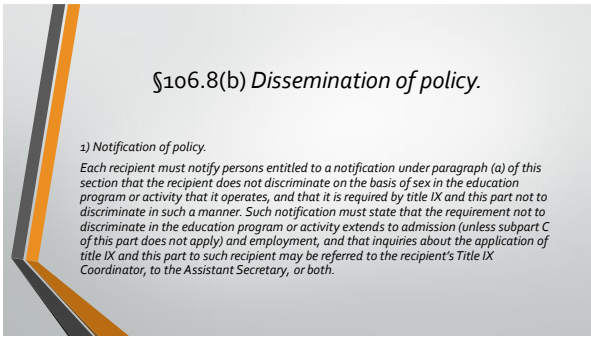 §106.8(b) Dissemination of policy.
1) Notification of policy.
Each recipient must notify persons entitled to a notification under paragraph (a) of this
section that the recipient does not discriminate on the basis of sex in the education
program or activity that it operates, and that it is required by title IX and this part not to
discriminate in such a manner. Such notification must state that the requirement not to
discriminate in the education program or activity extends to admission (unless subpart C
of this part does not apply) and employment, and that inquiries about the application of
title IX and this part to such recipient may be referred to the recipient's Title IX
Coordinator, to the Assistant Secretary, or both.